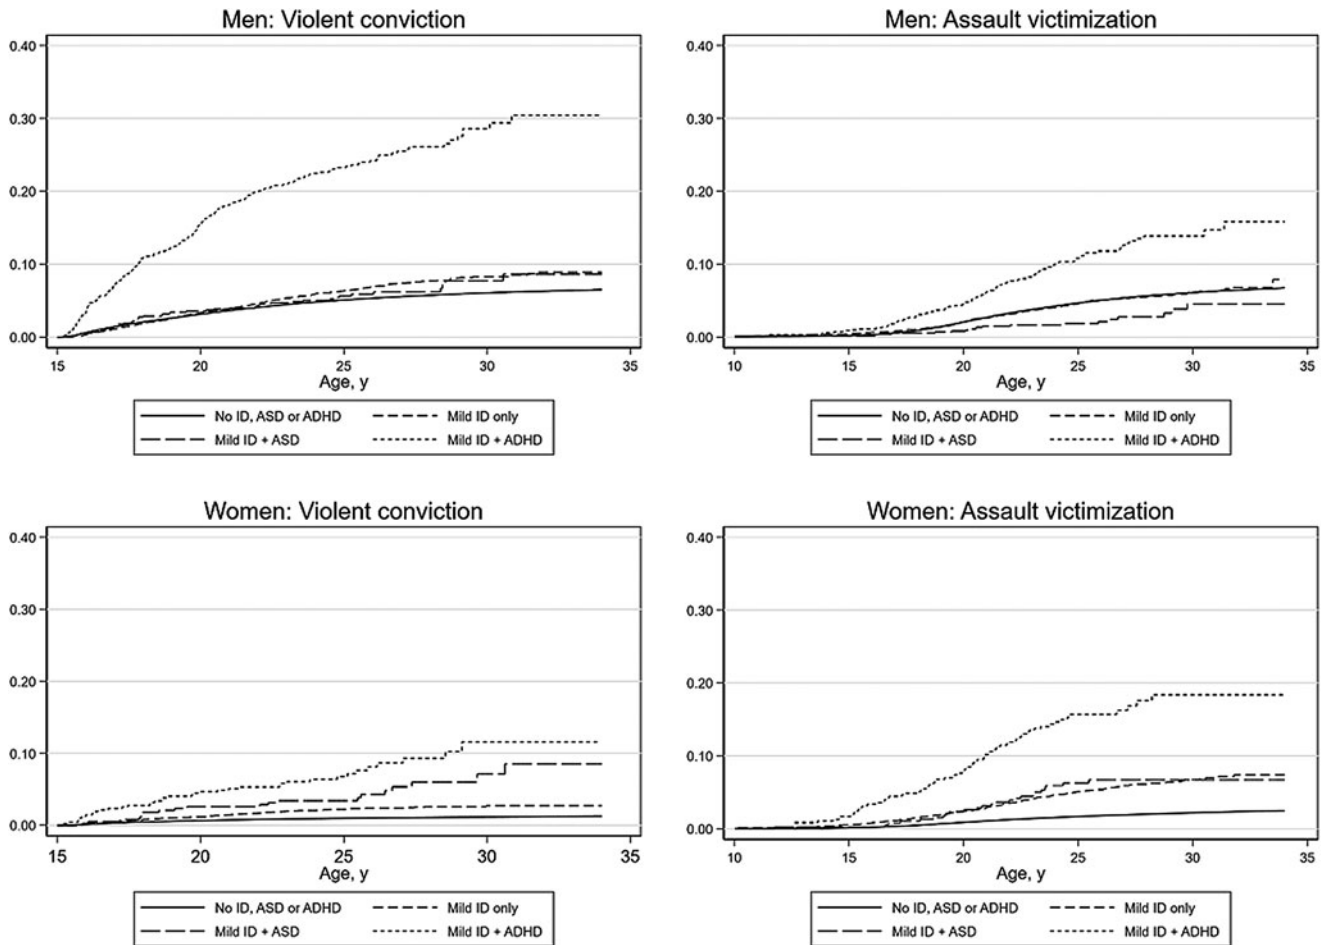 Men: Violent conviction
0.40
0.30
0.20
0.10
0.00
15 20 25 30 35
Age, y
No ID, ASD or ADHD Mild ID only
Mild ID + ASD Mild ID + ADHD
Men: Assault victimization
0.40
0.30
0.20
0.10
0.00
10 15 20 25 30 35
Age, y
No ID, ASD or ADHD Mild ID only
Mild ID + ASD Mild ID + ADHD
Women: Violent conviction
0.40
0.30
0.20
0.10
0.00
15 20 25 30 35
Age, y
No ID, ASD or ADHD Mild ID only
Mild ID + ASD Mild ID + ADHD
Women: Assault victimization
0.40
0.30
0.20
0.10
0.00
10 15 20 25 30 35
Age, y
No ID, ASD or ADHD Mild ID only
Mild ID + ASD Mild ID + ADHD